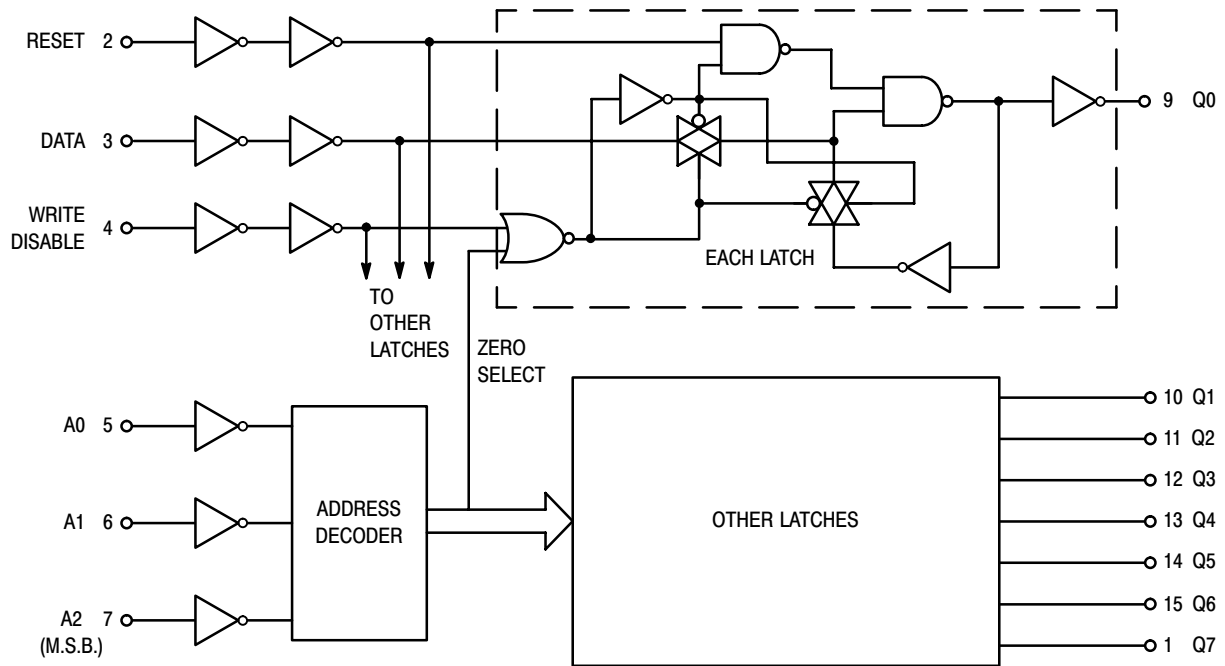 RESET 2
DATA 3
WRITE
DISABLE 4
EACH LATCH
9 Q0
TO
OTHER
LATCHES
ZERO
SELECT
A0 5
A1 6
A2 7
(M.S.B.)
ADDRESS
DECODER
OTHER LATCHES
10 Q1
11 Q2
12 Q3
13 Q4
14 Q5
15 Q6
1 Q7